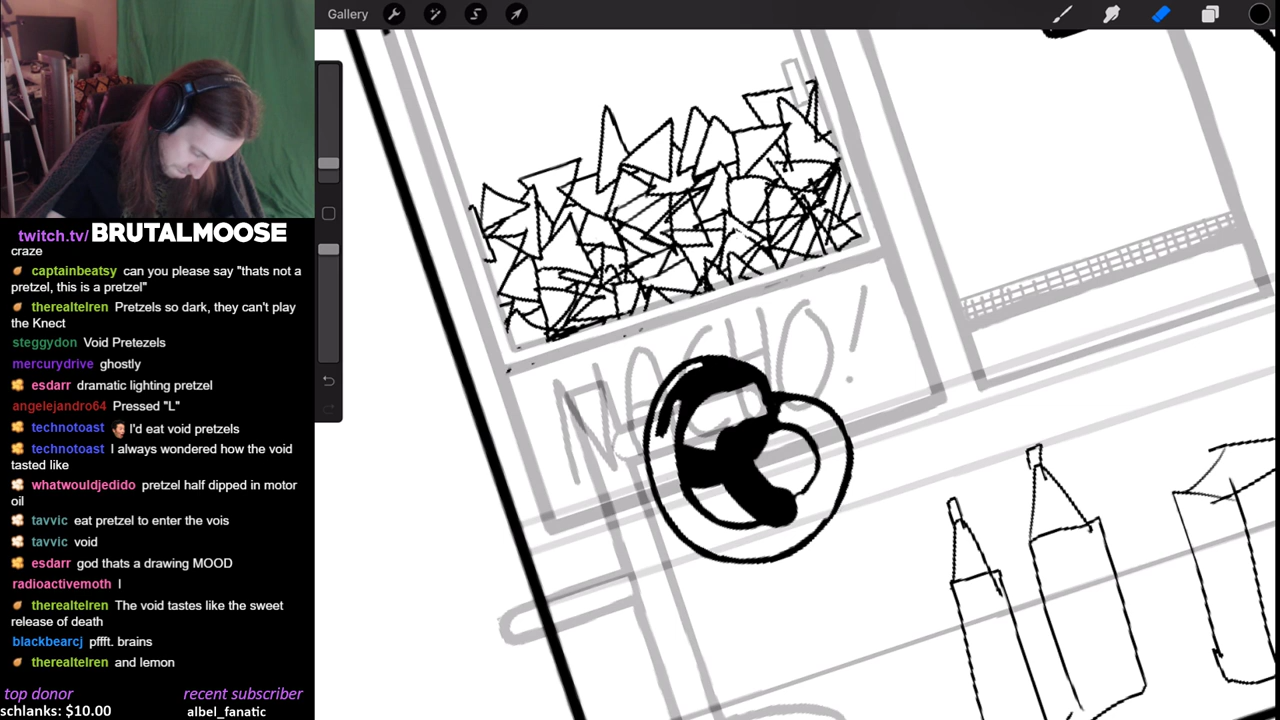 Gallery
twitch.tv/BRUTALMOOSE
craze
captainbeatsy can you please say "thats not a
pretzel, this is a pretzel"
therealtelren Pretzels so dark, they can't play
the Knect
steggydon Void Pretezels
mercurydrive ghostly
esdarr dramatic lighting pretzel
angelejandro64 Pressed "L"
technotoast I'd eat void pretzels
technotoast I always wondered how the void
tasted like
whatwouldjedido pretzel half dipped in motor
oil
tavvic eat pretzel to enter the vois
tavvic void
esdarr god thats a drawing MOOD
radioactivemoth I
therealtelren The void tastes like the sweet
release of death
blackbearcj pffft. brains
therealtelren and lemon
top donor recent subscriber
schlanks: $10.00 albel_fanatic
NACHO!